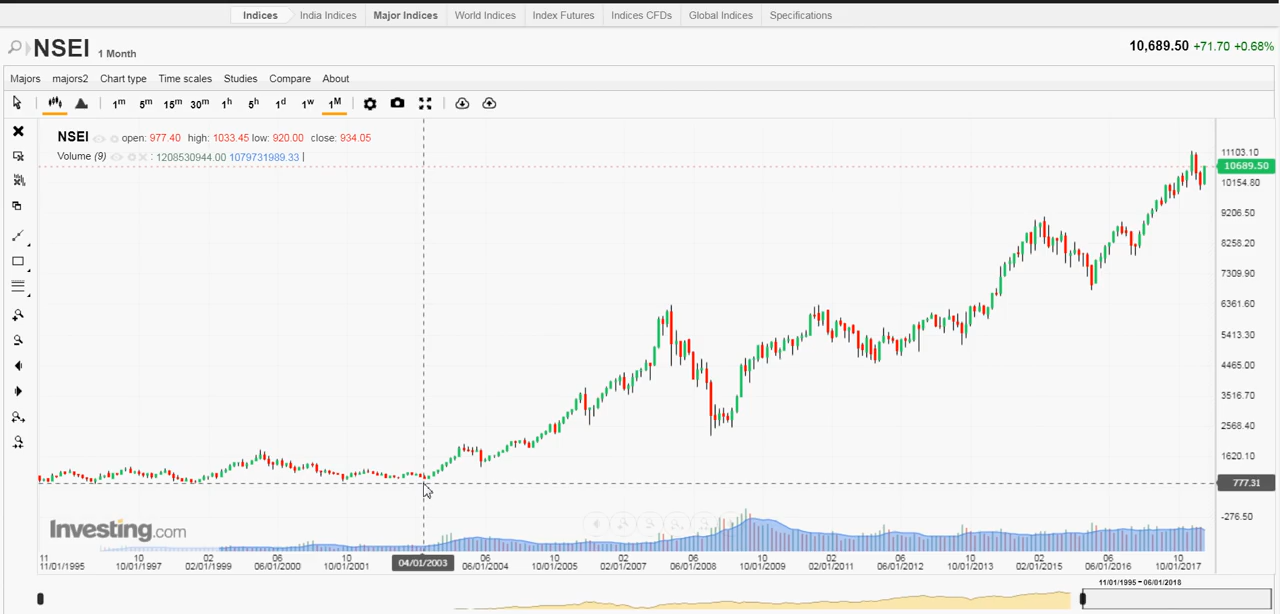 Indices India Indices Major Indices World Indices Index Futures Indices CFDs Global Indices Specifications
NSEI 1 Month
10,689.50 +71.70 +0.68%
Majors majors2 Chart type Time scales Studies Compare About
1m 5m 15m 30m 1h 5h 1d 1w 1M
NSEI open: 977.40 high: 1033.45 low: 920.00 close: 934.05
Volume (9) : 1208530944.00 1079731989.33 |
11103.10
10689.50
10154.80
9206.50
8258.20
7309.90
6361.60
5413.30
4465.00
3516.70
2568.40
1620.10
777.31
-276.50
Investing.com
11 10 02 06 10 06 10 02 06 10 02 06 10 02 06 10
11/01/1995 10/01/1997 02/01/1999 06/01/2000 10/01/2001 04/01/2003 06/01/2004 10/01/2005 02/01/2007 06/01/2008 10/01/2009 02/01/2011 06/01/2012 10/01/2013 02/01/2015 06/01/2016 10/01/2017
11/01/1995 - 06/01/2018